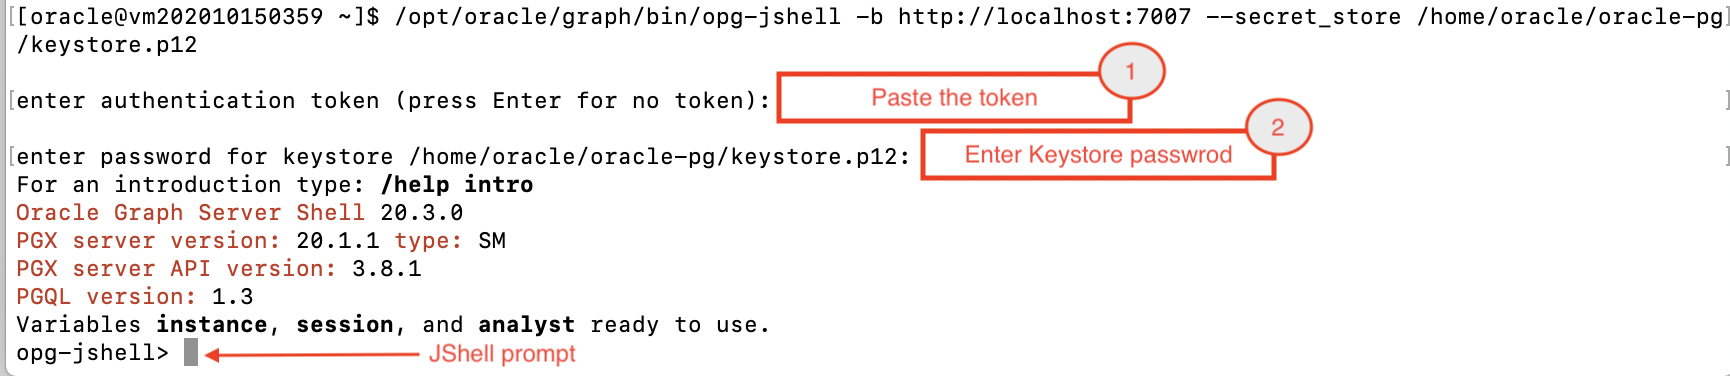 [[oracle@vm202010150359 ~]$ /opt/oracle/graph/bin/opg-jshell -b http://localhost:7007 --secret_store /home/oracle/oracle-pg]
/keystore.p12
1
[enter authentication token (press Enter for no token): Paste the token ]
2
[enter password for keystore /home/oracle/oracle-pg/keystore.p12: Enter Keystore passwrod ]
For an introduction type: /help intro
Oracle Graph Server Shell 20.3.0
PGX server version: 20.1.1 type: SM
PGX server API version: 3.8.1
PGQL version: 1.3
Variables instance, session, and analyst ready to use.
opg-jshell> JShell prompt